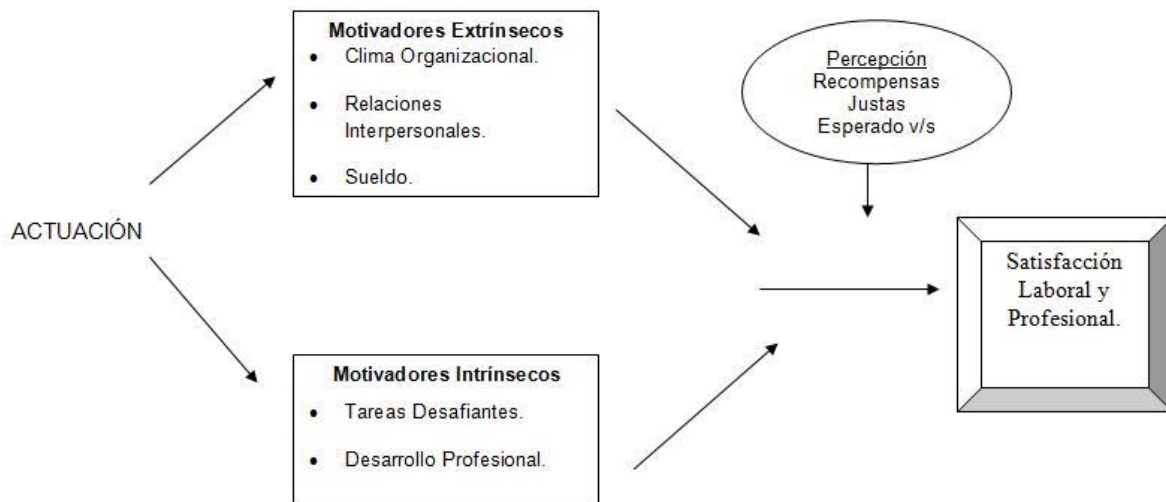 Motivadores Extrínsecos
• Clima Organizacional.
• Relaciones
Interpersonales.
• Sueldo.
Percepción
Recompensas
Justas
Esperado v/s
ACTUACIÓN
Satisfacción
Laboral y
Profesional.
Motivadores Intrínsecos
• Tareas Desafiantes.
• Desarrollo Profesional.